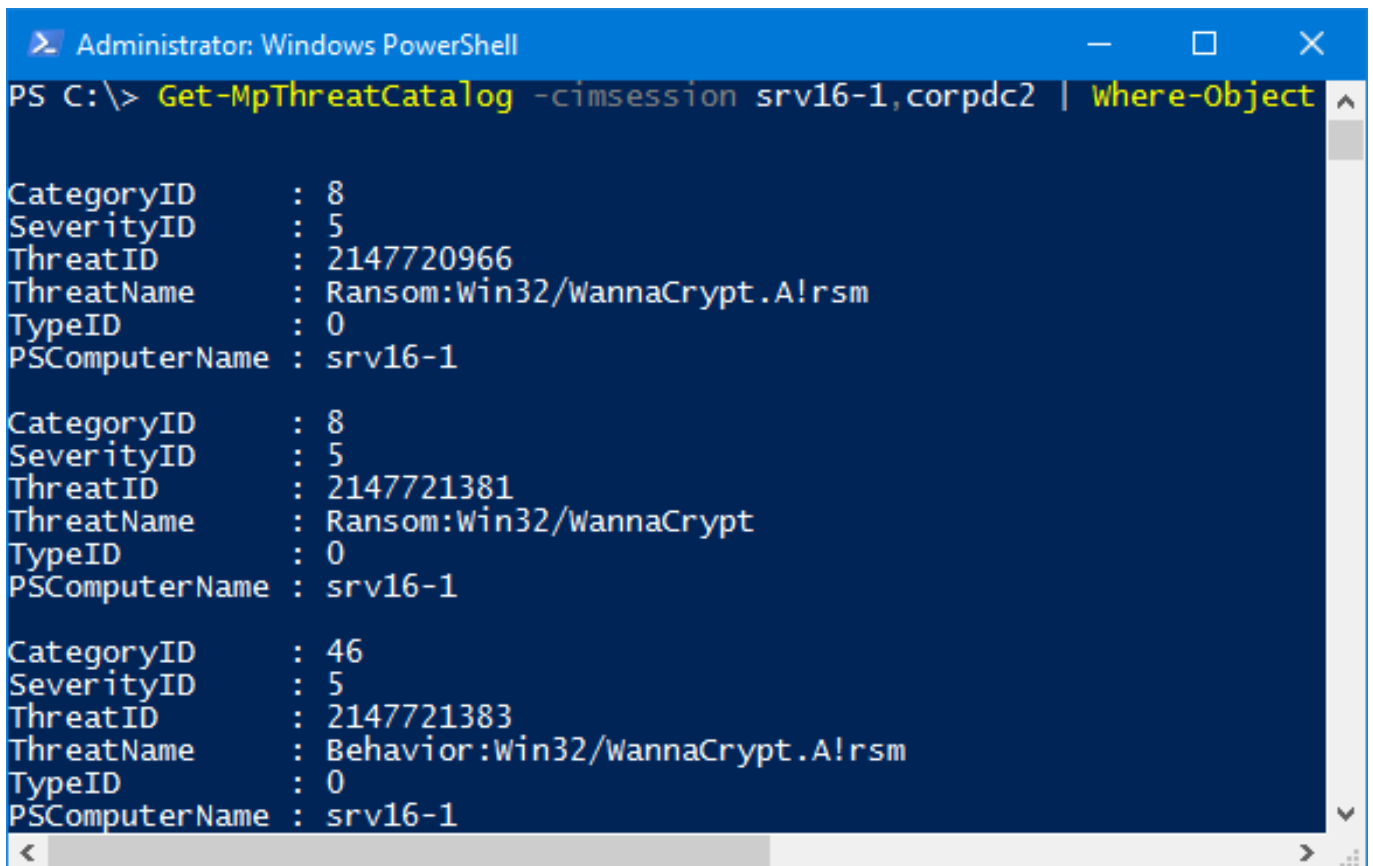 Administrator: Windows PowerShell
PS C:\> Get-MpThreatCatalog -cimsession srv16-1,corpdc2 | Where-Object
CategoryID     : 8
SeverityID     : 5
ThreatID       : 2147720966
ThreatName     : Ransom:Win32/WannaCrypt.A!rsm
TypeID         : 0
PSComputerName : srv16-1
CategoryID     : 8
SeverityID     : 5
ThreatID       : 2147721381
ThreatName     : Ransom:Win32/WannaCrypt
TypeID         : 0
PSComputerName : srv16-1
CategoryID     : 46
SeverityID     : 5
ThreatID       : 2147721383
ThreatName     : Behavior:Win32/WannaCrypt.A!rsm
TypeID         : 0
PSComputerName : srv16-1